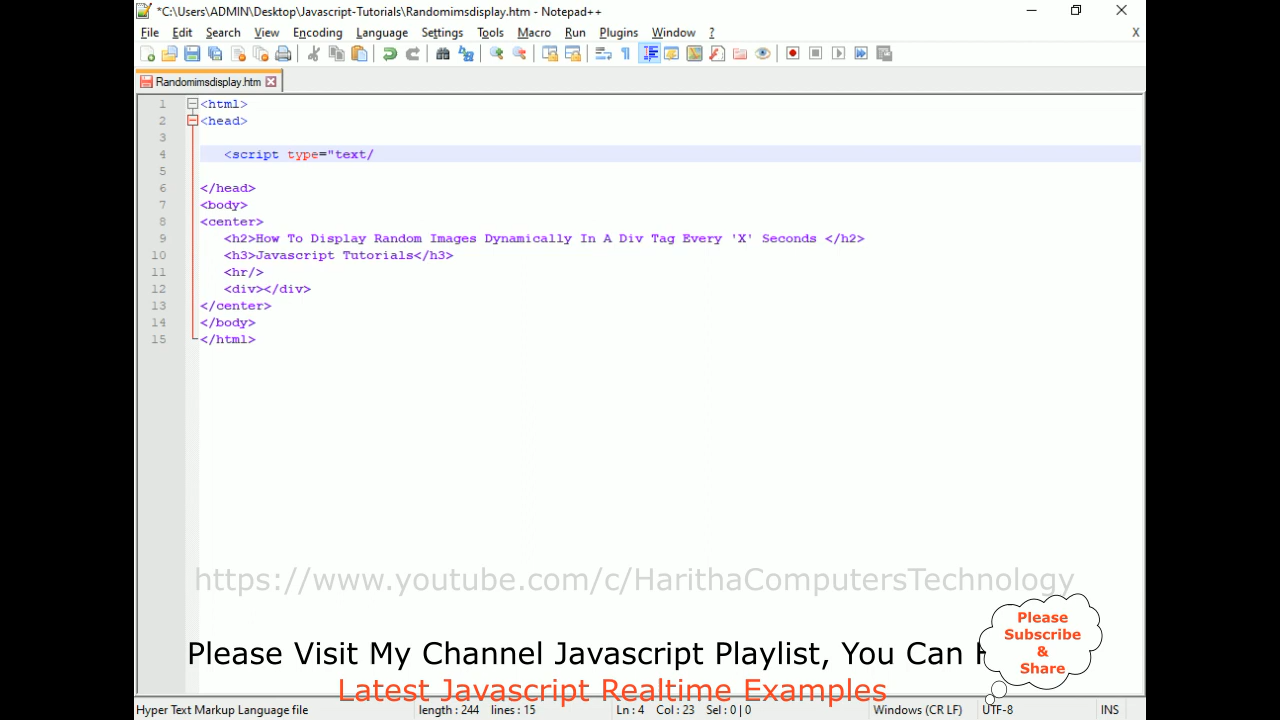 *C:\Users\ADMIN\Desktop\Javascript-Tutorials\Randomimsdisplay.htm - Notepad++
File Edit Search View Encoding Language Settings Tools Macro Run Plugins Window ? X
Randomimsdisplay.htm
1 <html>
2 <head>
3
4 <script type="text/
5
6 </head>
7 <body>
8 <center>
9 <h2>How To Display Random Images Dynamically In A Div Tag Every 'X' Seconds </h2>
10 <h3>Javascript Tutorials</h3>
11 <hr/>
12 <div></div>
13 </center>
14 </body>
15 </html>
https://www.youtube.com/c/HarithaComputersTechnology
Please Visit My Channel Javascript Playlist, You Can
Latest Javascript Realtime Examples
Please
Subscribe
&
Share
Hyper Text Markup Language file length : 244 lines : 15 Ln : 4 Col : 23 Sel : 0 | 0 Windows (CR LF) UTF-8 INS